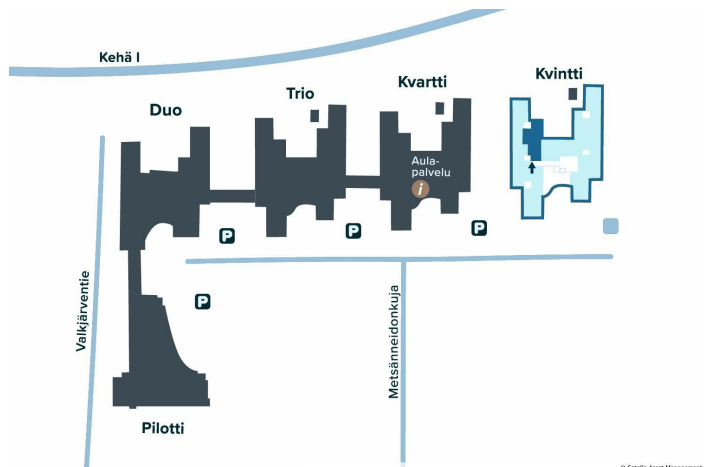 Kehä I
Duo
Trio
Kvartti
Kvintti
Aula-
palvelu
i
P
P
P
P
Valkjärventie
Metsänneidonkuja
Pilotti